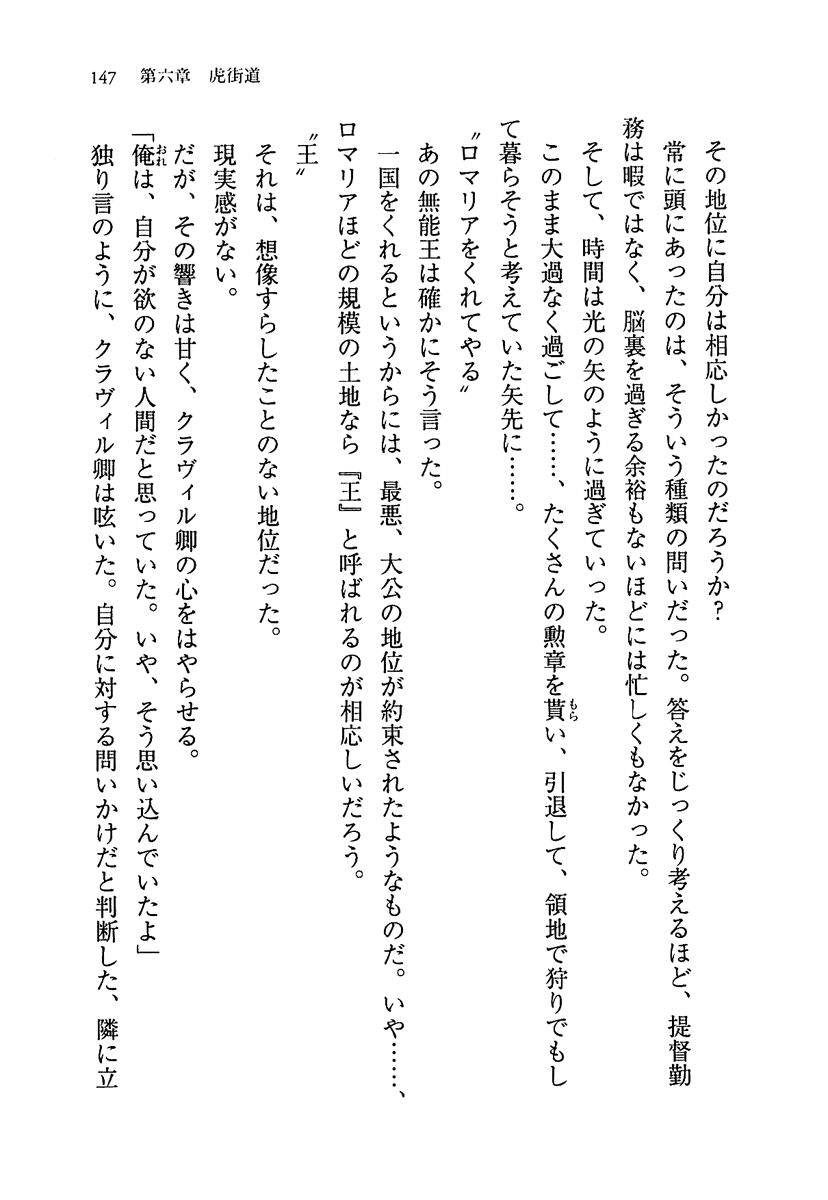 147　第六章　虎街道
その地位に自分は相応しかったのだろうか？
常に頭にあったのは、そういう種類の問いだった。答えをじっくり考えるほど、提督勤
務は暇ではなく、脳裏を過ぎる余裕もないほどには忙しくもなかった。
そして、時間は光の矢のように過ぎていった。
このまま大過なく過ごして……、たくさんの勲章を貰い、引退して、領地で狩りでもし
て暮らそうと考えていた矢先に……。
〝ロマリアをくれてやる〟
あの無能王は確かにそう言った。
一国をくれるというからには、最悪、大公の地位が約束されたようなものだ。いや……、
ロマリアほどの規模の土地なら『王』と呼ばれるのが相応しいだろう。
〝王〟
それは、想像すらしたことのない地位だった。
現実感がない。
だが、その響きは甘く、クラヴィル卿の心をはやらせる。
「俺は、自分が欲のない人間だと思っていた。いや、そう思い込んでいたよ」
独り言のように、クラヴィル卿は呟いた。自分に対する問いかけだと判断した、隣に立